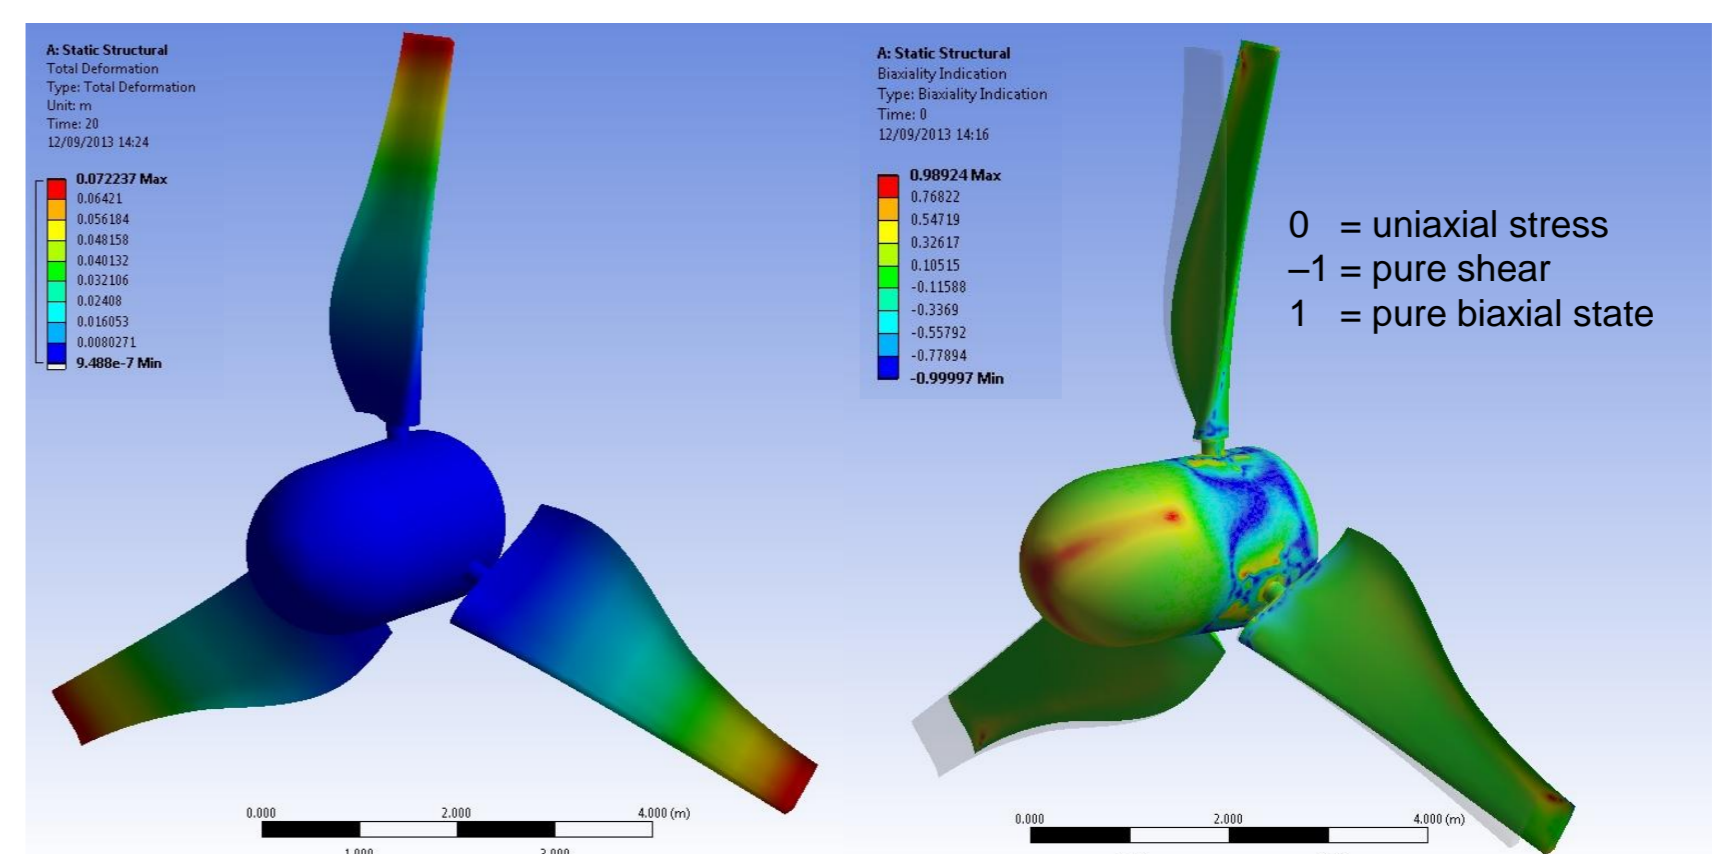 A: Static Structural
Total Deformation
Type: Total Deformation
Unit: m
Time: 20
12/09/2013 14:24
0.072237 Max
0.06421
0.056184
0.048158
0.040132
0.032106
0.02408
0.016053
0.0080271
9.488e-7 Min
0.000
2.000
4.000 (m)
1.000
3.000
A: Static Structural
Biaxiality Indication
Type: Biaxiality Indication
Time: 0
12/09/2013 14:16
0.98924 Max
0.76822
0.54719
0.32617
0.10515
-0.11588
-0.3369
-0.55792
-0.77894
-0.99997 Min
0 = uniaxial stress
–1 = pure shear
1 = pure biaxial state
0.000
2.000
4.000 (m)